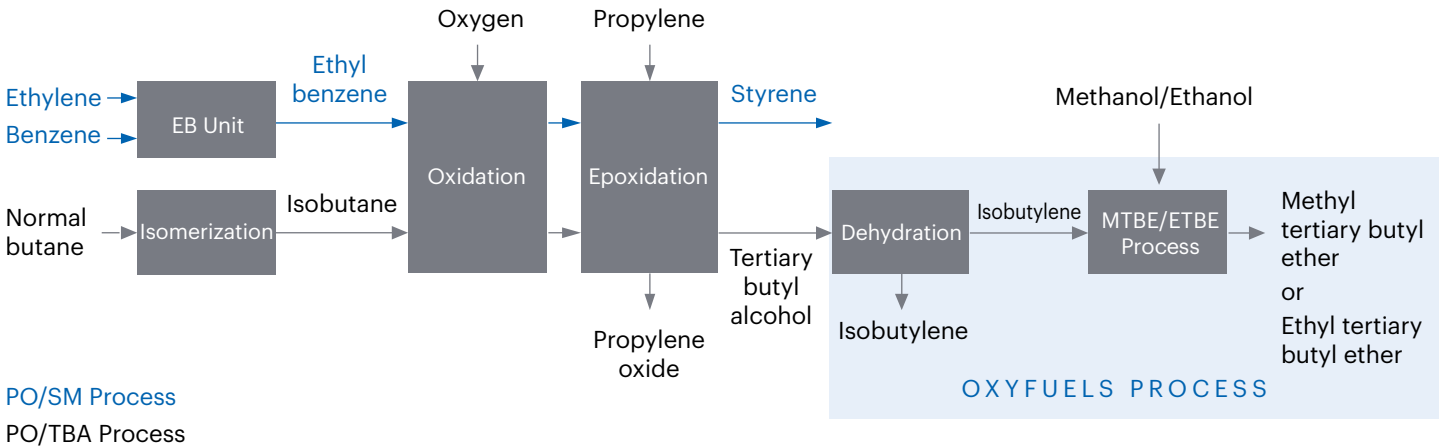 Oxygen
Propylene
Ethylene
Benzene
EB Unit
Ethyl
benzene
Oxidation
Epoxidation
Styrene
Methanol/Ethanol
Normal
butane
Isomerization
Isobutane
Tertiary
butyl
alcohol
Propylene
oxide
Dehydration
Isobutylene
Isobutylene
MTBE/ETBE
Process
Methyl
tertiary butyl
ether
or
Ethyl tertiary
butyl ether
OXYFUELS PROCESS
PO/SM Process
PO/TBA Process